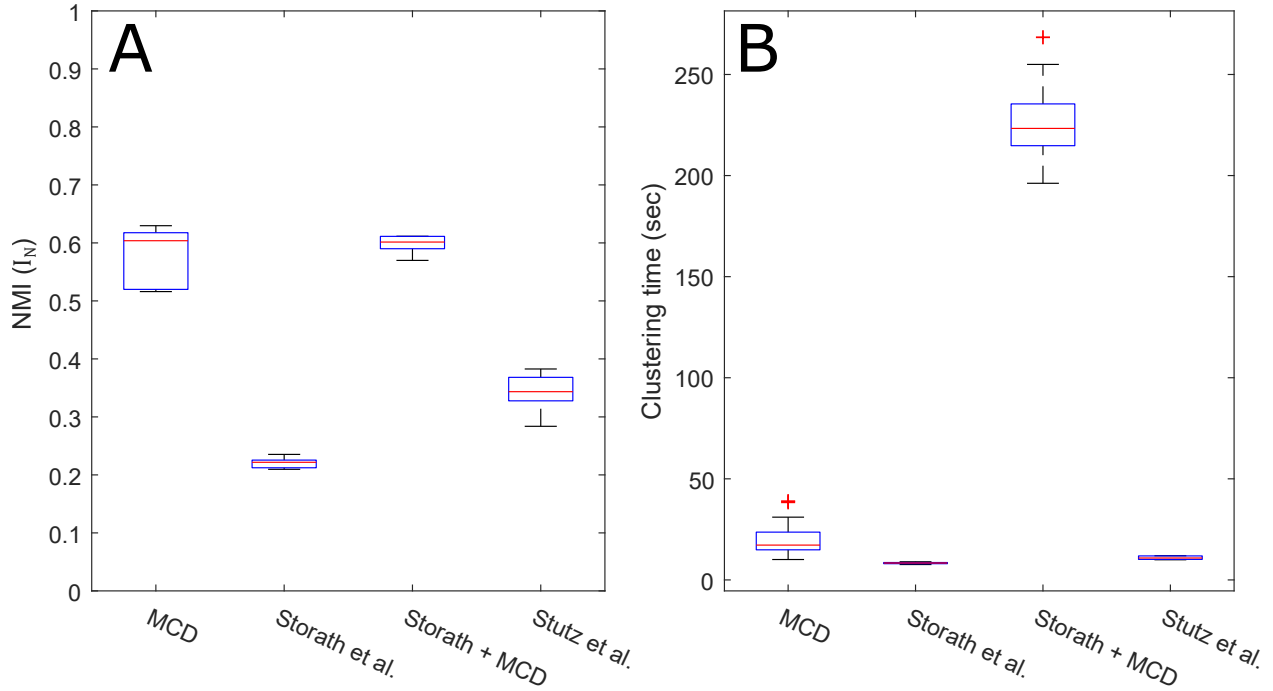 A
NMI (I_N)
1
0.9
0.8
0.7
0.6
0.5
0.4
0.3
0.2
0.1
0
MCD
Storath et al.
Storath + MCD
Stutz et al.
B
Clustering time (sec)
250
200
150
100
50
0
MCD
Storath et al.
Storath + MCD
Stutz et al.